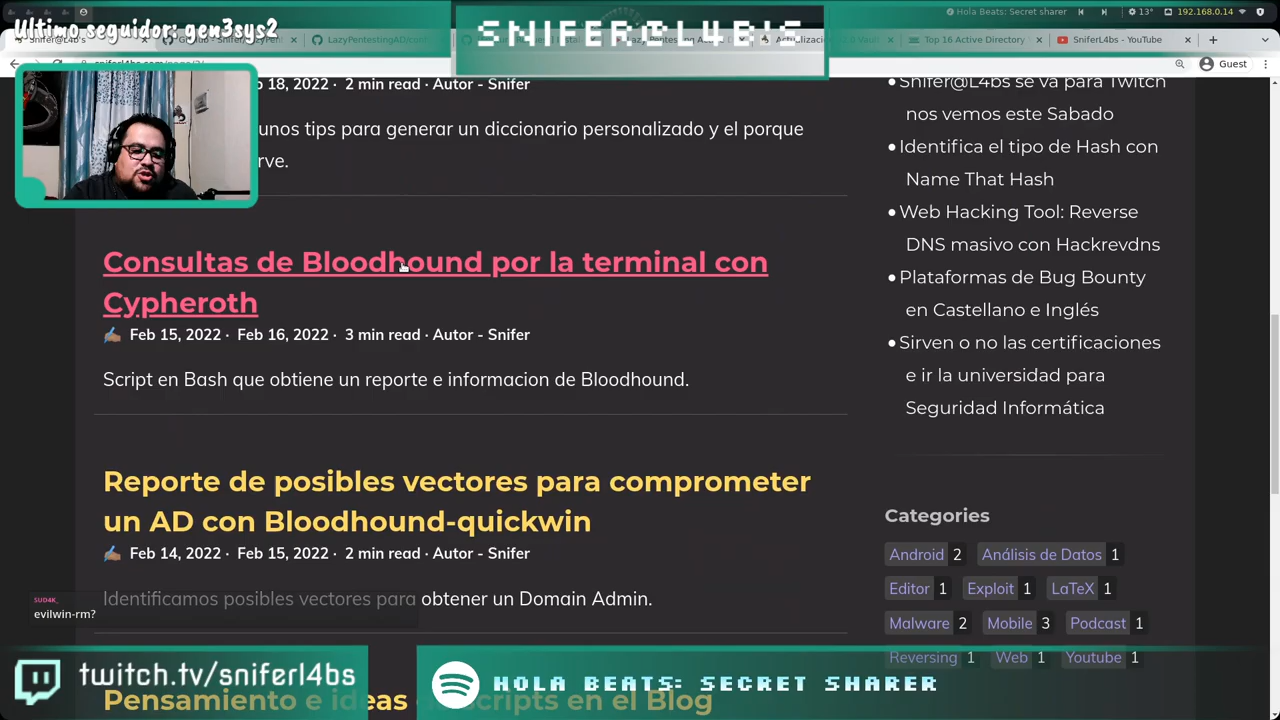 Ultimo seguidor: gen3sys2
SNIFER@L4B'S
Hola Beats: Secret sharer
13°
192.168.0.14
LazyPentestingAD/con
Top 16 Active Directory
SniferL4bs - YouTube
Guest
18, 2022 · 2 min read · Autor - Snifer
unos tips para generar un diccionario personalizado y el porque
rve.
Consultas de Bloodhound por la terminal con
Cypheroth
Feb 15, 2022 · Feb 16, 2022 · 3 min read · Autor - Snifer
Script en Bash que obtiene un reporte e informacion de Bloodhound.
Reporte de posibles vectores para comprometer
un AD con Bloodhound-quickwin
Feb 14, 2022 · Feb 15, 2022 · 2 min read · Autor - Snifer
Identificamos posibles vectores para obtener un Domain Admin.
SUD4K_
evilwin-rm?
Pensamiento e ideas
scripts en el Blog
Snifer@L4bs se va para Twitch
nos vemos este Sabado
Identifica el tipo de Hash con
Name That Hash
Web Hacking Tool: Reverse
DNS masivo con Hackrevdns
Plataformas de Bug Bounty
en Castellano e Inglés
Sirven o no las certificaciones
e ir la universidad para
Seguridad Informática
Categories
Android 2 Análisis de Datos 1
Editor 1 Exploit 1 LaTeX 1
Malware 2 Mobile 3 Podcast 1
Reversing 1 Web 1 Youtube 1
twitch.tv/sniferl4bs
HOLA BEATS: SECRET SHARER